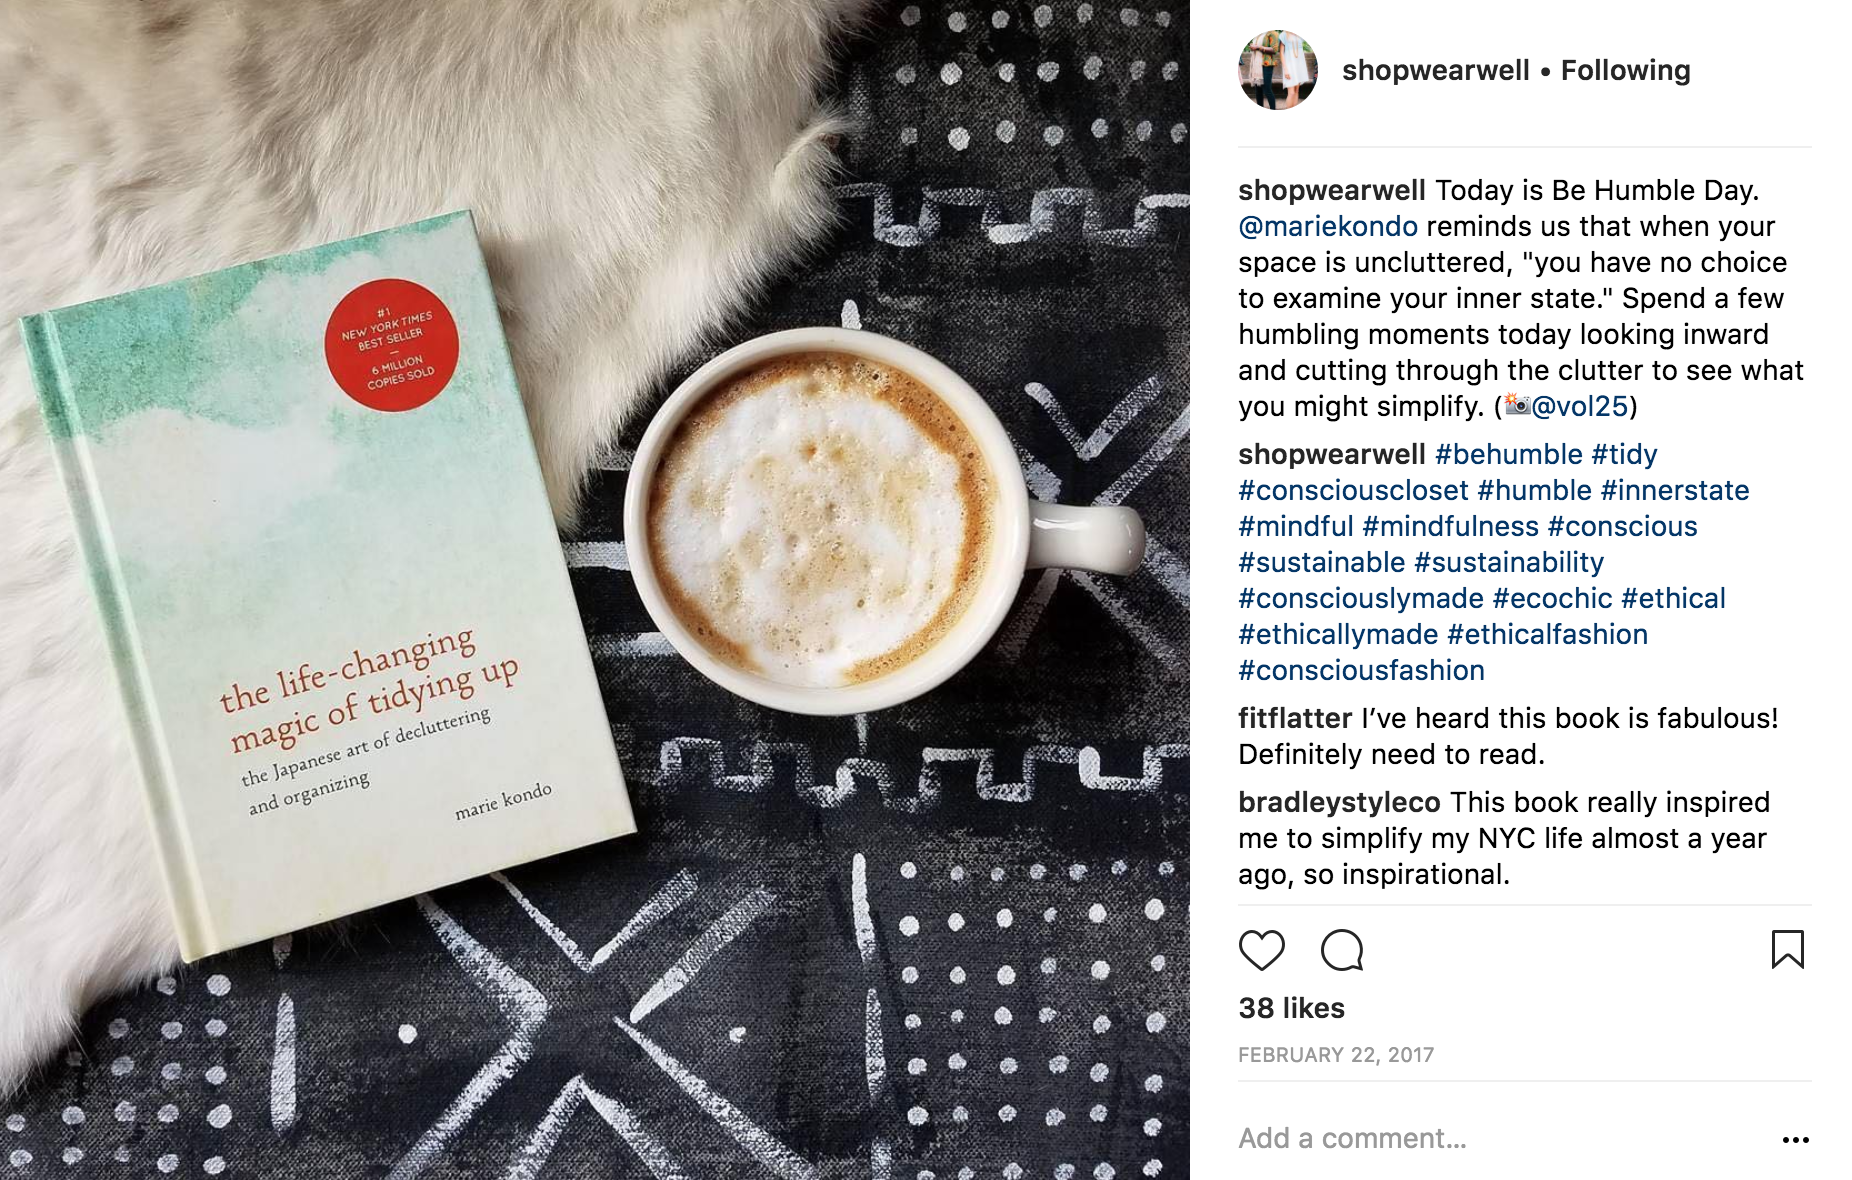 #1
NEW YORK TIMES
BEST SELLER
6 MILLION
COPIES SOLD
the life-changing
magic of tidying up
the Japanese art of decluttering
and organizing
marie kondo
shopwearwell • Following
shopwearwell Today is Be Humble Day.
@mariekondo reminds us that when your
space is uncluttered, "you have no choice
to examine your inner state." Spend a few
humbling moments today looking inward
and cutting through the clutter to see what
you might simplify. (📸@vol25)
shopwearwell #behumble #tidy
#consciouscloset #humble #innerstate
#mindful #mindfulness #conscious
#sustainable #sustainability
#consciouslymade #ecochic #ethical
#ethicallymade #ethicalfashion
#consciousfashion
fitflatter I’ve heard this book is fabulous!
Definitely need to read.
bradleystyleco This book really inspired
me to simplify my NYC life almost a year
ago, so inspirational.
38 likes
FEBRUARY 22, 2017
Add a comment...